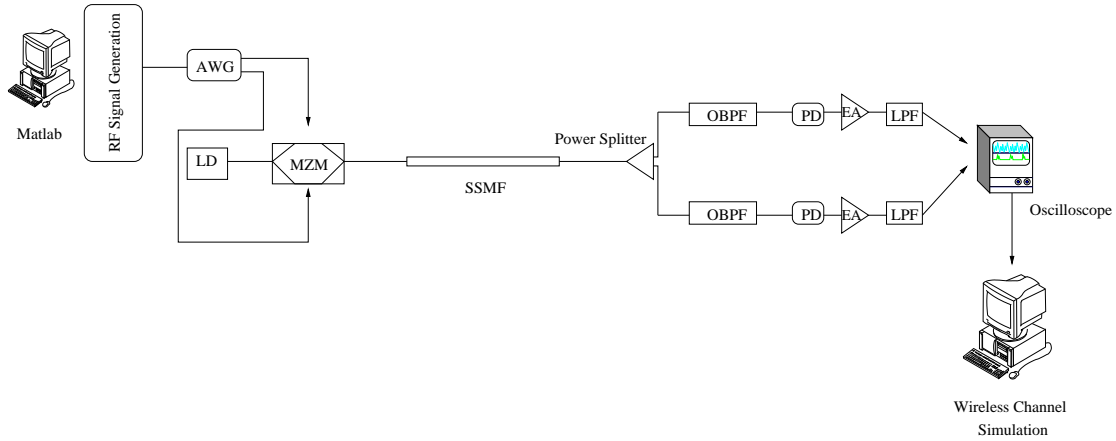 Matlab
RF Signal Generation
AWG
LD
MZM
SSMF
Power Splitter
OBPF
PD
EA
LPF
OBPF
PD
EA
LPF
Oscilloscope
Wireless Channel
Simulation